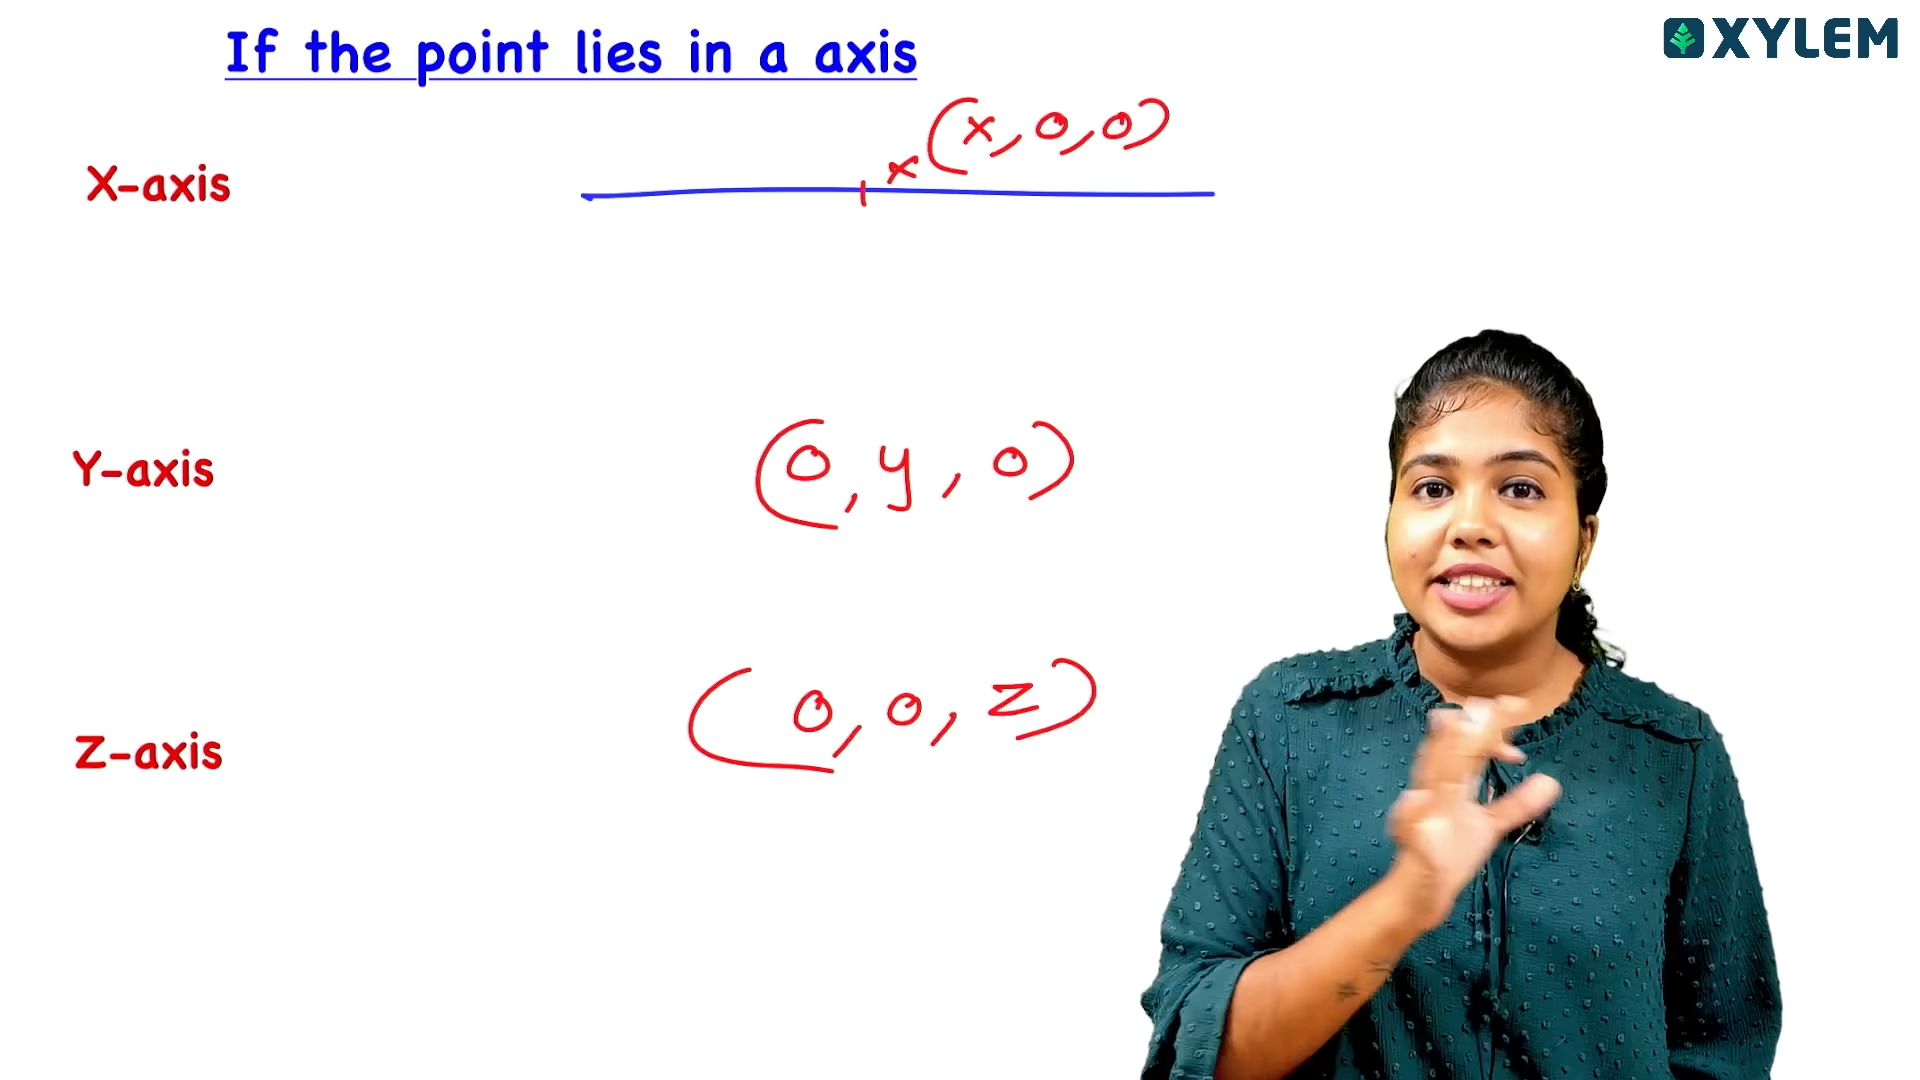 If the point lies in a axis
XYLEM
(x, 0, 0)
x
X-axis
Y-axis
(0, y, 0)
Z-axis
(0, 0, z)